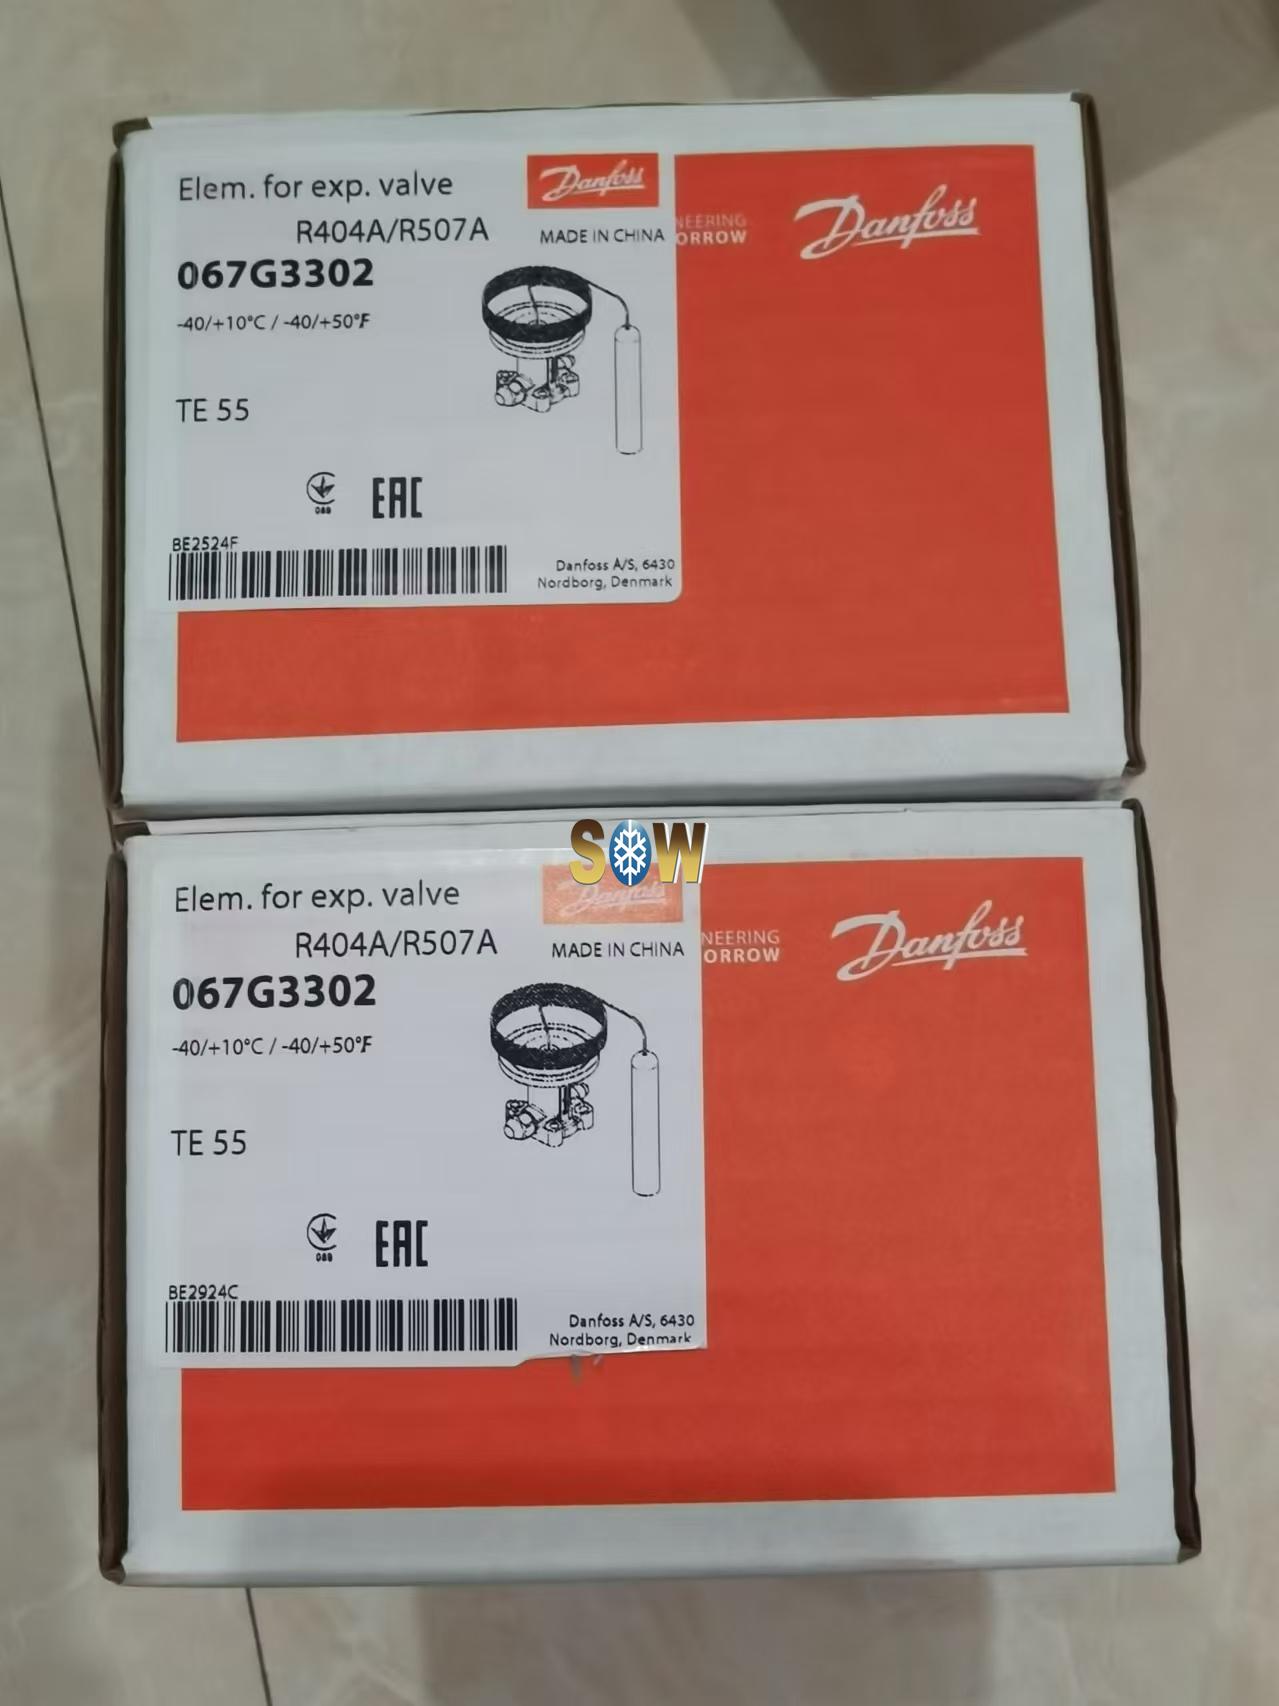 Elem. for exp. valve
R404A/R507A
067G3302
-40/+10°C / -40/+50°F
TE 55
EAC
BE2524F
Danfoss
MADE IN CHINA
Danfoss A/S, 6430
Nordborg, Denmark
NEERING
ORROW
Danfoss
SOW
Elem. for exp. valve
R404A/R507A
067G3302
-40/+10°C / -40/+50°F
TE 55
EAC
BE2924C
Danfoss
MADE IN CHINA
Danfoss A/S, 6430
Nordborg, Denmark
NEERING
ORROW
Danfoss